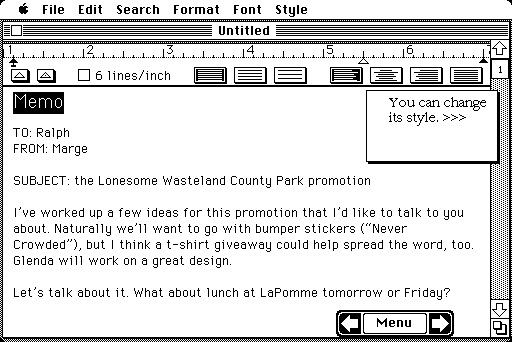 File Edit Search Format Font Style
Untitled
1 2 3 4 5 6 7
6 lines/inch
1
Memo
You can change
its style. >>>
TO: Ralph
FROM: Marge
SUBJECT: the Lonesome Wasteland County Park promotion
I've worked up a few ideas for this promotion that I'd like to talk to you
about. Naturally we'll want to go with bumper stickers (“Never
Crowded”), but I think a t-shirt giveaway could help spread the word, too.
Glenda will work on a great design.
Let's talk about it. What about lunch at LaPomme tomorrow or Friday?
Menu